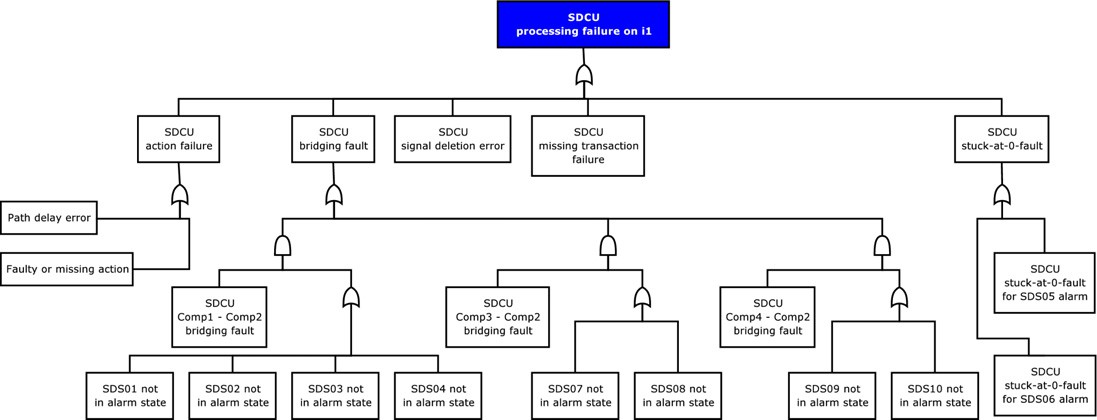 SDCU
processing failure on i1
SDCU
action failure
SDCU
bridging fault
SDCU
signal deletion error
SDCU
missing transaction
failure
SDCU
stuck-at-0-fault
Path delay error
Faulty or missing action
SDCU
Comp1 - Comp2
bridging fault
SDCU
Comp3 - Comp2
bridging fault
SDCU
Comp4 - Comp2
bridging fault
SDCU
stuck-at-0-fault
for SDS05 alarm
SDS01 not
in alarm state
SDS02 not
in alarm state
SDS03 not
in alarm state
SDS04 not
in alarm state
SDS07 not
in alarm state
SDS08 not
in alarm state
SDS09 not
in alarm state
SDS10 not
in alarm state
SDCU
stuck-at-0-fault
for SDS06 alarm